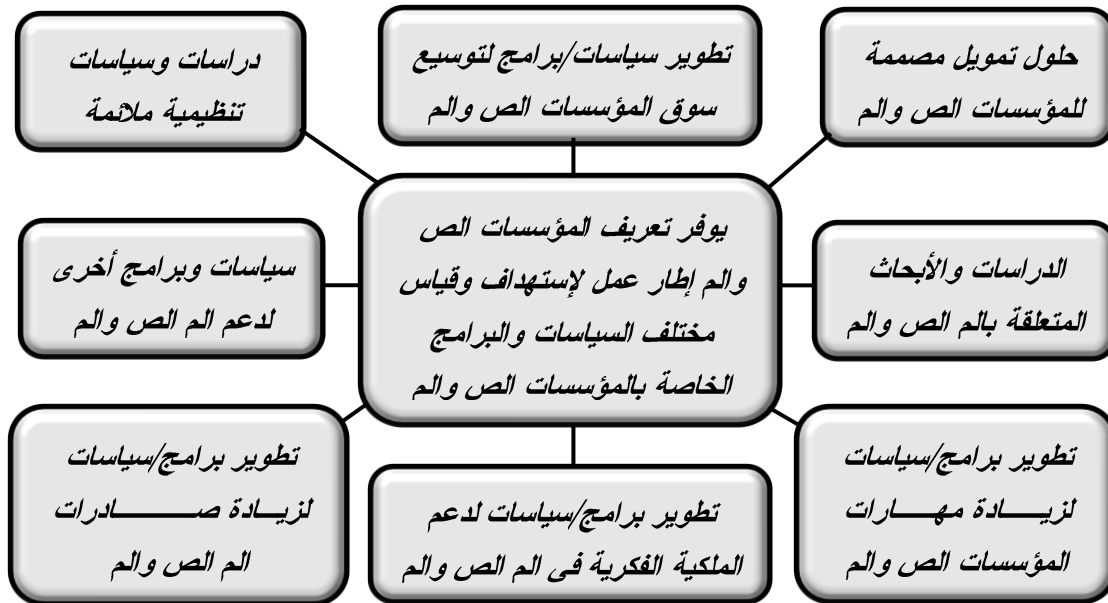 حلول تمويل مصممة
للمؤسسات الص والم
تطوير سياسات/برامج لتوسيع
سوق المؤسسات الص والم
دراسات وسياسات
تنظيمية ملائمة
يوفر تعريف المؤسسات الص
والم إطار عمل لإستهداف وقياس
مختلف السياسات والبرامج
الخاصة بالمؤسسات الص والم
الدراسات والأبحاث
المتعلقة بالم الص والم
سياسات وبرامج أخرى
لدعم الم الص والم
تطوير برامج/سياسات
لزيـــادة مهــــارات
المؤسسات الص والم
تطوير برامج/سياسات لدعم
الملكية الفكرية فى الم الص والم
تطوير برامج/سياسات
لزيــادة صـــــــادرات
الم الص والم